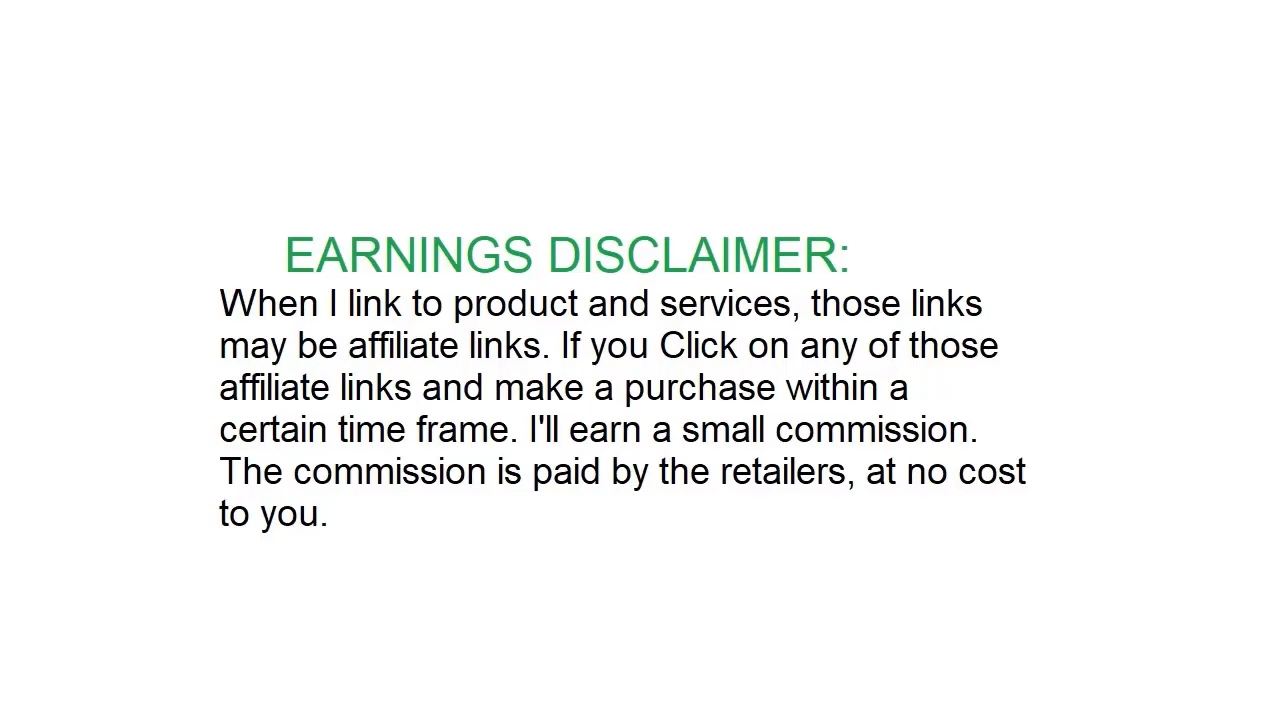 EARNINGS DISCLAIMER:
When I link to product and services, those links
may be affiliate links. If you Click on any of those
affiliate links and make a purchase within a
certain time frame. I'll earn a small commission.
The commission is paid by the retailers, at no cost
to you.